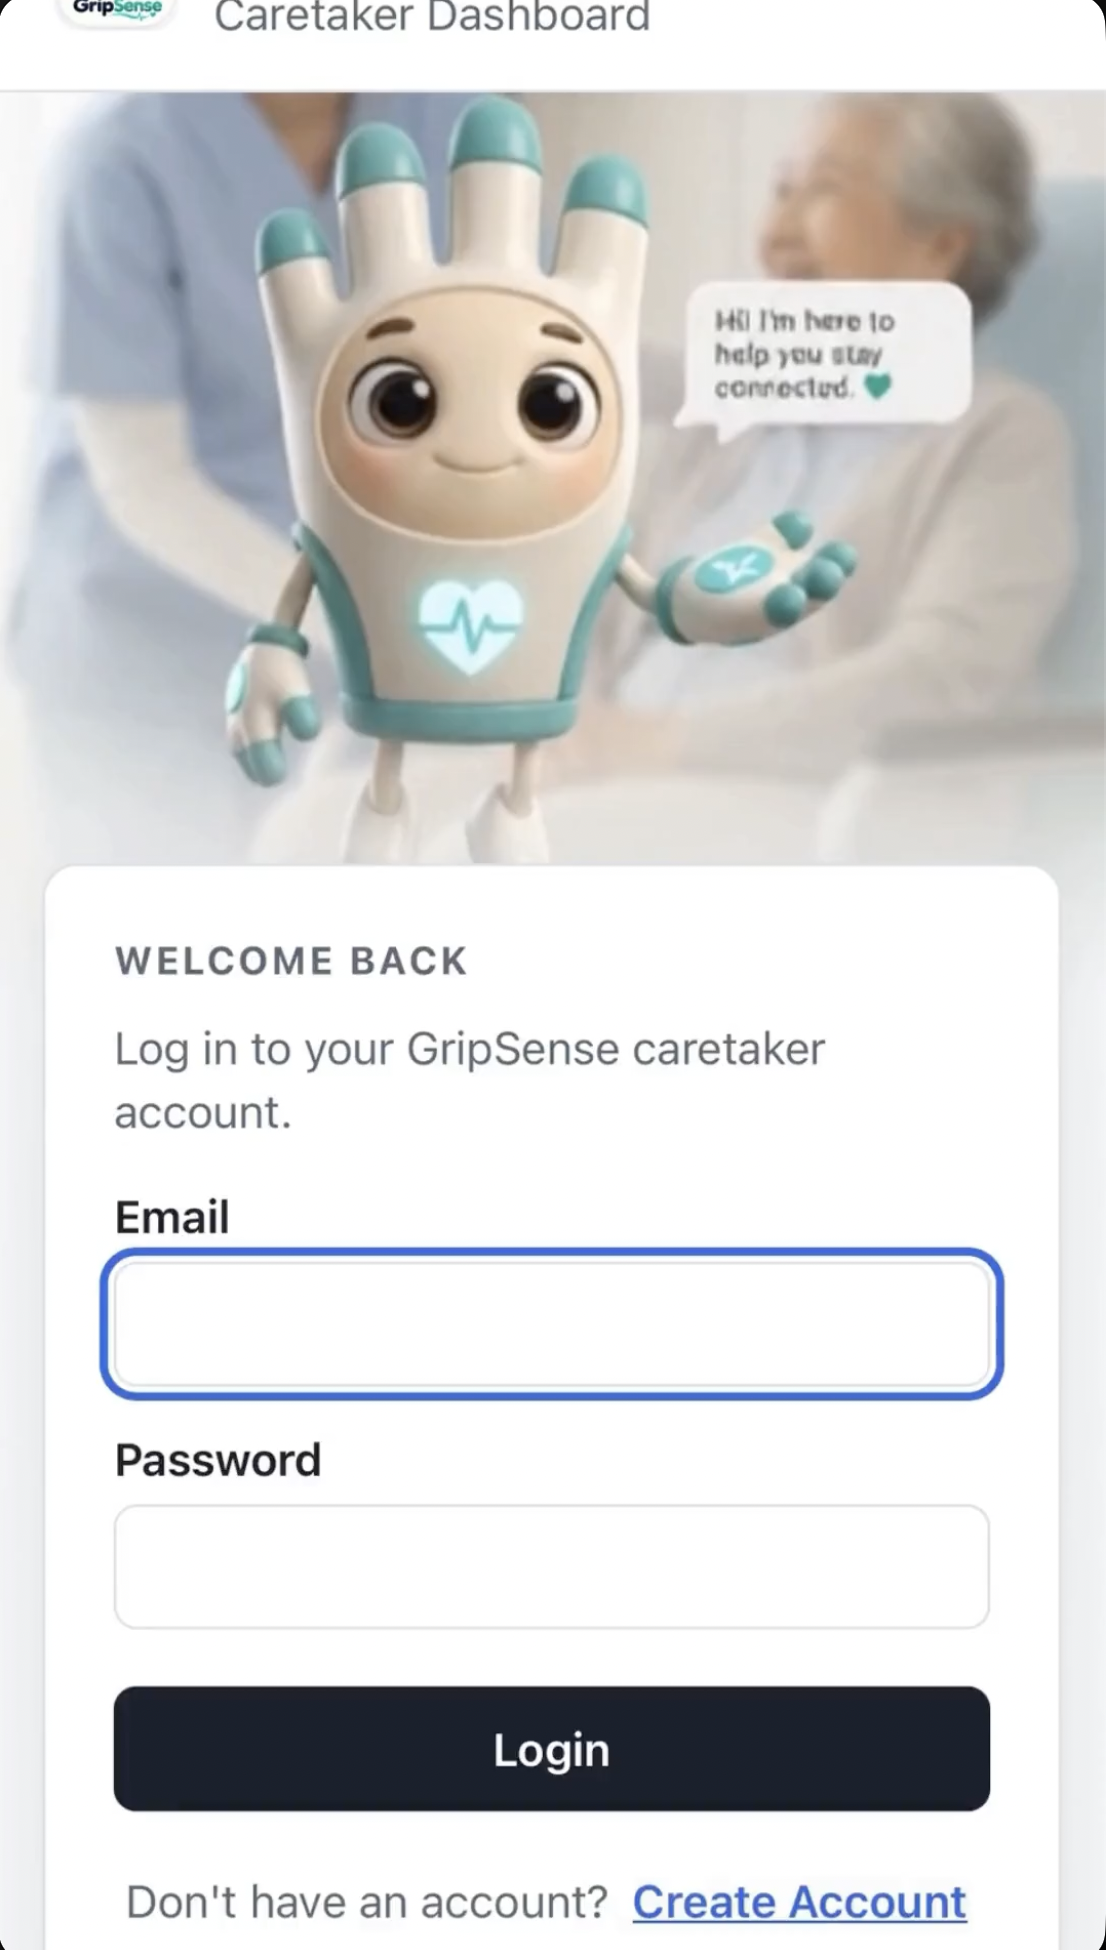 GripSense
Caretaker Dashboard
Hi! I'm here to
help you stay
connected.
WELCOME BACK
Log in to your GripSense caretaker
account.
Email
Password
Login
Don't have an account? Create Account